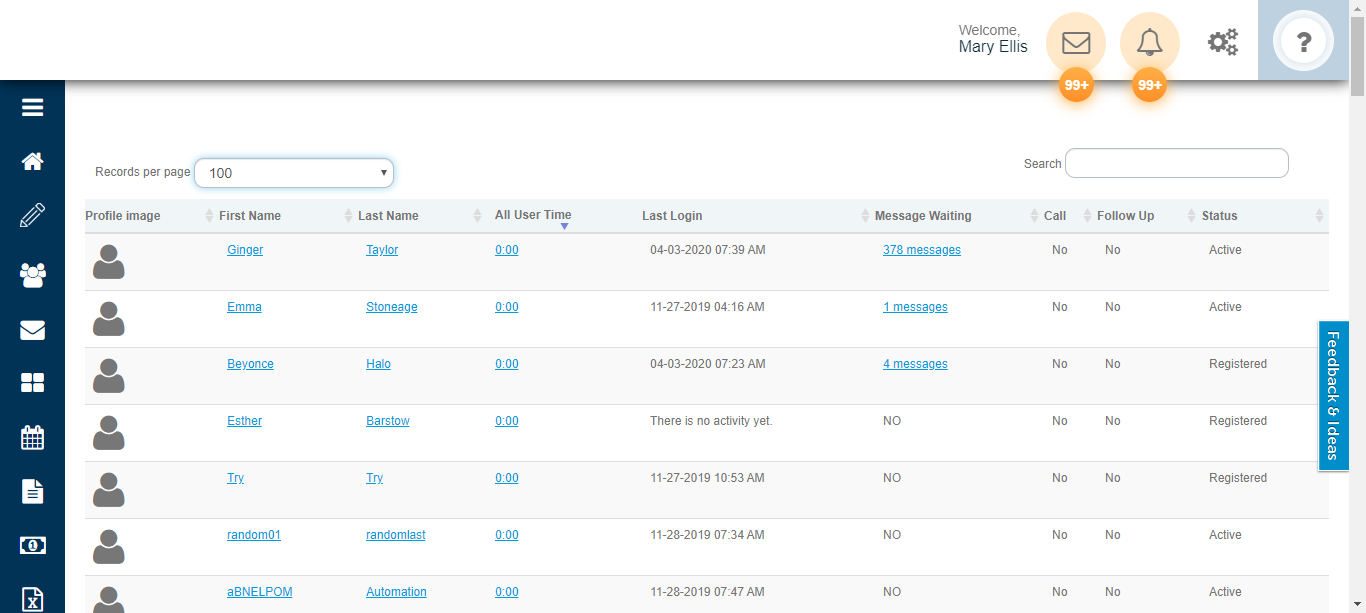 Welcome,
Mary Ellis
?
99+ 99+
Records per page 100
Search
Profile image First Name Last Name All User Time Last Login Message Waiting Call Follow Up Status
Ginger Taylor 0:00 04-03-2020 07:39 AM 378 messages No No Active
Emma Stoneage 0:00 11-27-2019 04:16 AM 1 messages No No Active
Beyonce Halo 0:00 04-03-2020 07:23 AM 4 messages No No Registered
Esther Barstow 0:00 There is no activity yet. NO No No Registered
Try Try 0:00 11-27-2019 10:53 AM NO No No Registered
random01 randomlast 0:00 11-28-2019 07:34 AM NO No No Active
aBNELPOM Automation 0:00 11-28-2019 07:47 AM NO No No Active
Feedback & Ideas